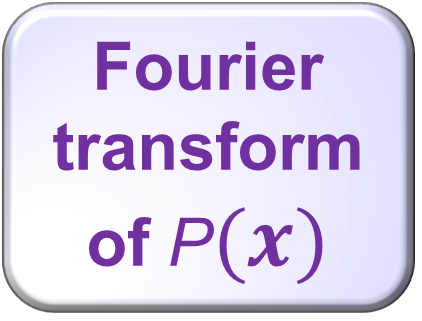 Fourier
transform
of P(x)